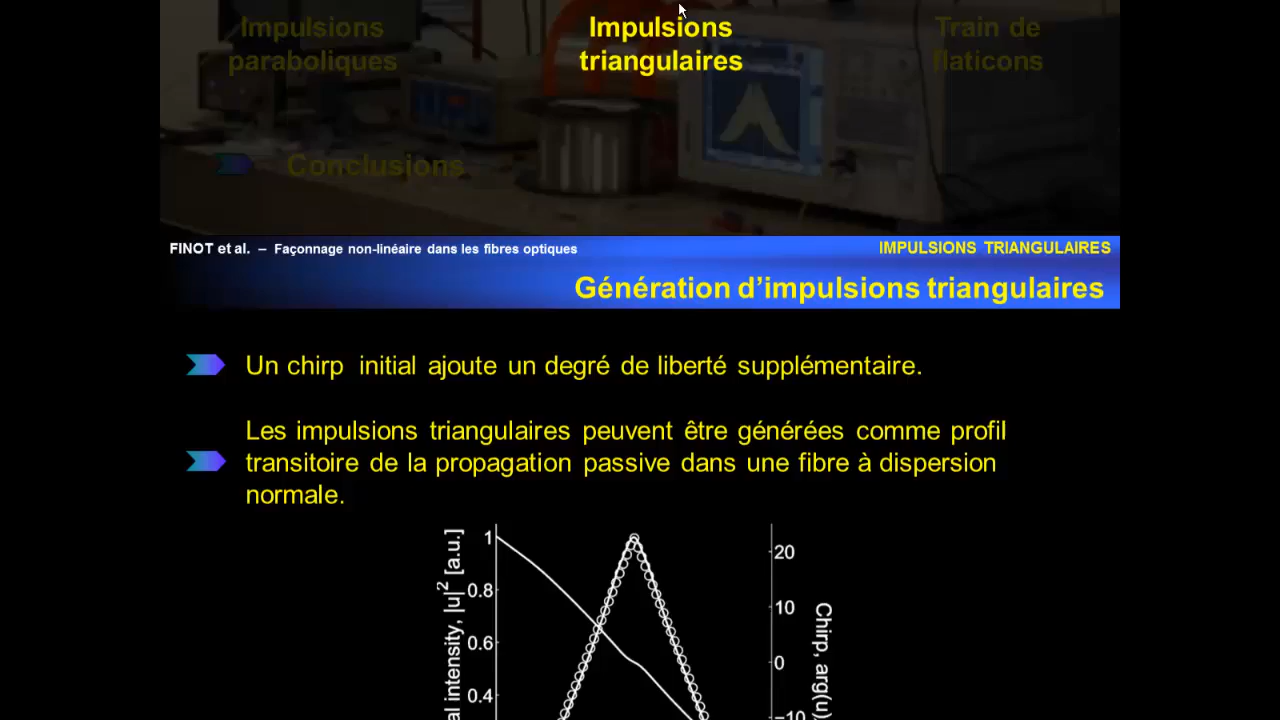 Impulsions
paraboliques
Impulsions
triangulaires
Train de
flaticons
Conclusions
FINOT et al. – Façonnage non-linéaire dans les fibres optiques
IMPULSIONS TRIANGULAIRES
Génération d’impulsions triangulaires
Un chirp initial ajoute un degré de liberté supplémentaire.
Les impulsions triangulaires peuvent être générées comme profil
transitoire de la propagation passive dans une fibre à dispersion
normale.
1
0.8
0.6
0.4
intensity, |u|² [a.u.]
20
10
0
−10
Chirp, arg(u)